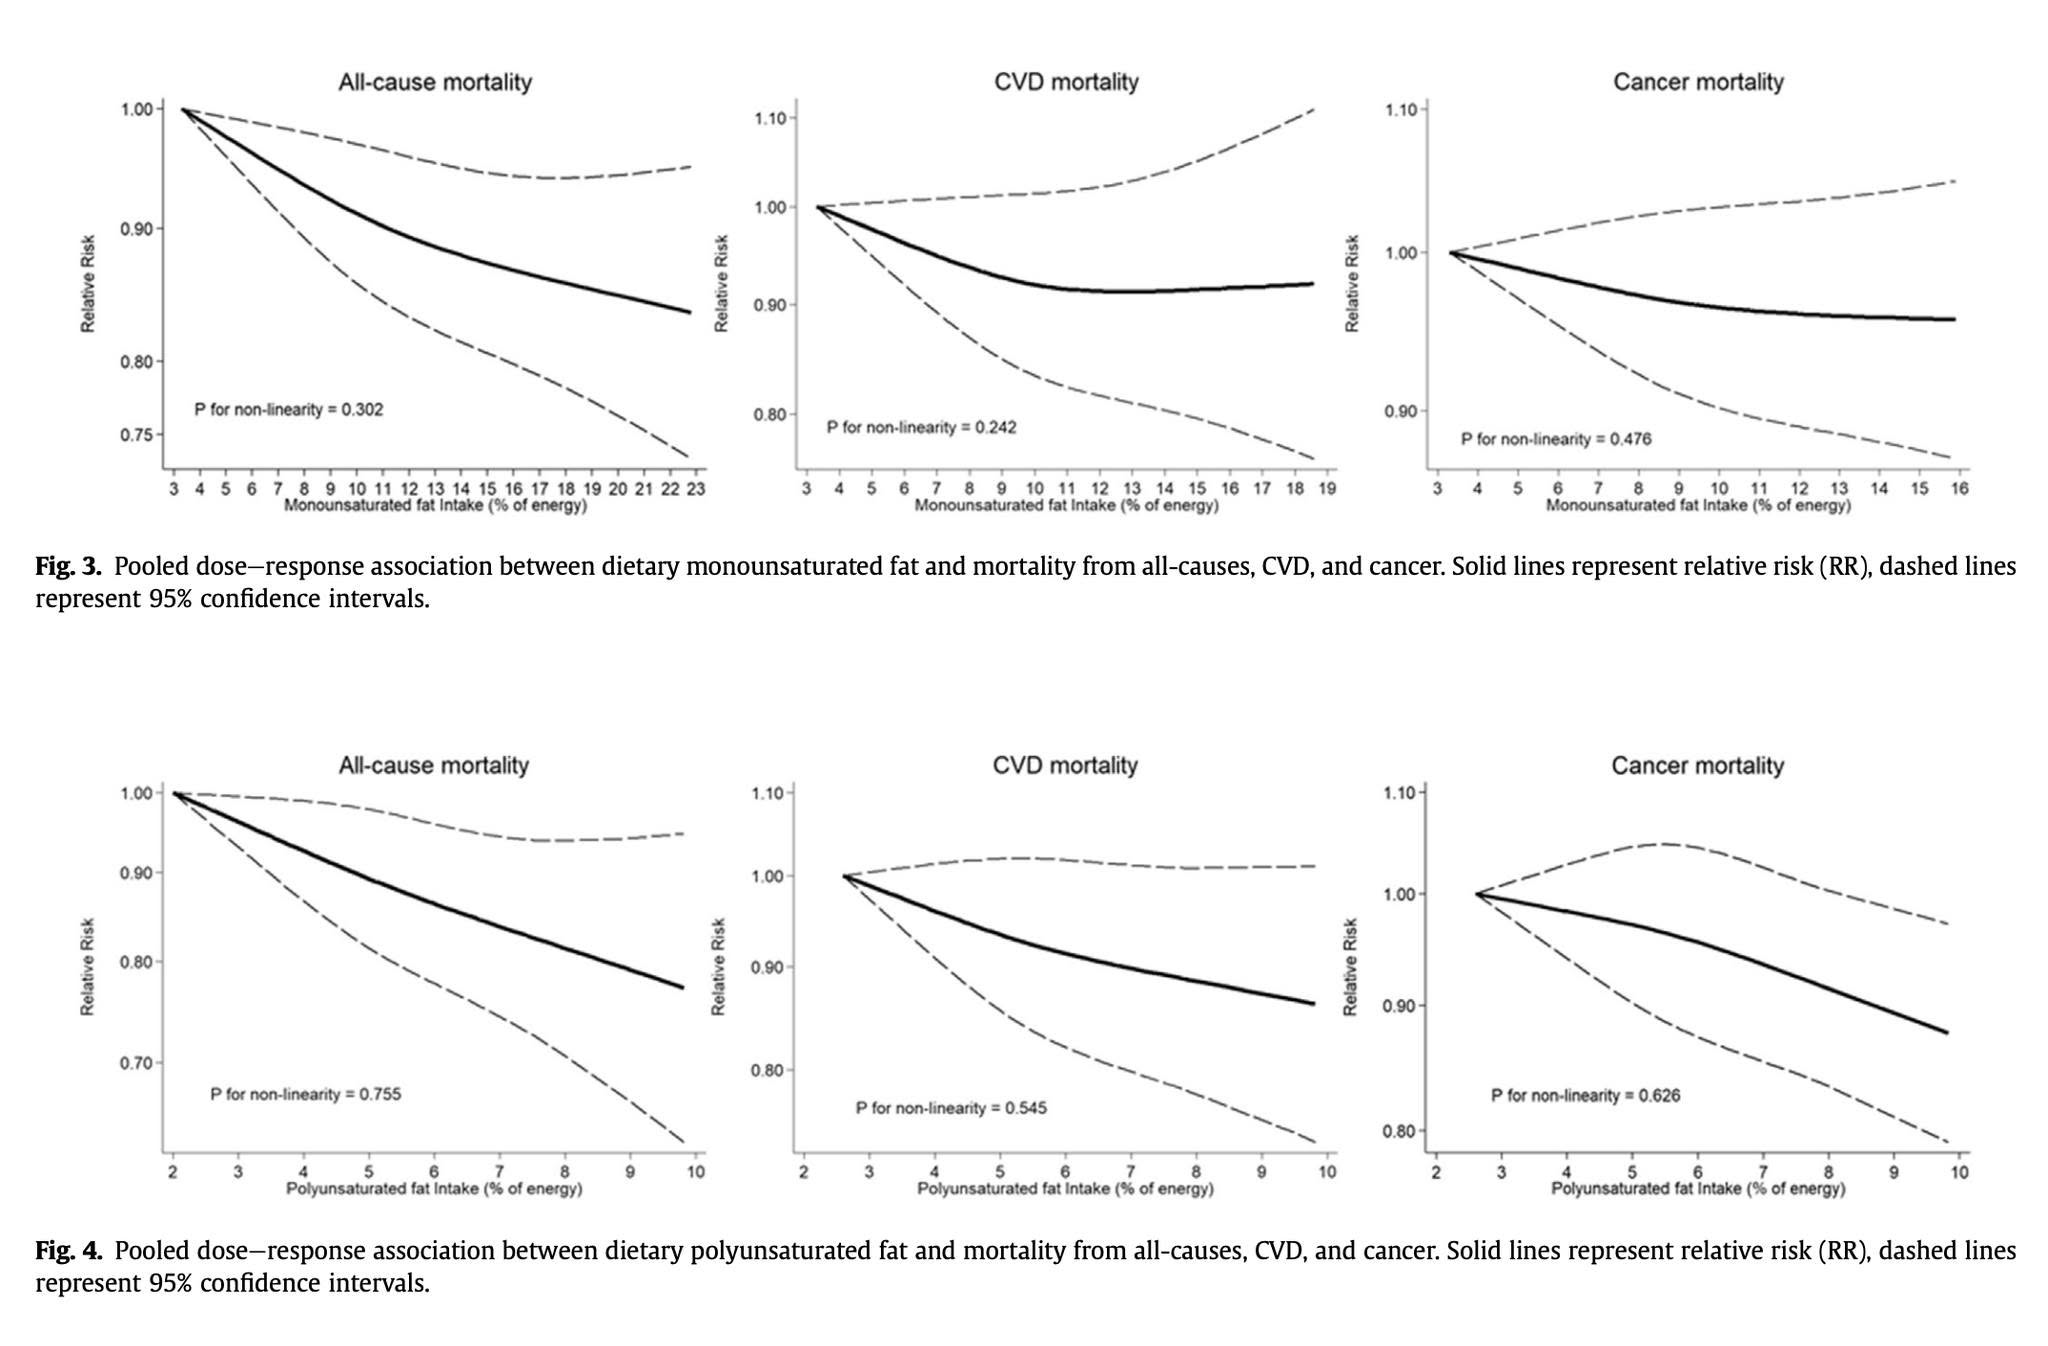 All-cause mortality
1.00
0.90
0.80
0.75
Relative Risk
P for non-linearity = 0.302
3 4 5 6 7 8 9 10 11 12 13 14 15 16 17 18 19 20 21 22 23
Monounsaturated fat Intake (% of energy)
CVD mortality
1.10
1.00
0.90
0.80
Relative Risk
P for non-linearity = 0.242
3 4 5 6 7 8 9 10 11 12 13 14 15 16 17 18 19
Monounsaturated fat Intake (% of energy)
Cancer mortality
1.10
1.00
0.90
Relative Risk
P for non-linearity = 0.476
3 4 5 6 7 8 9 10 11 12 13 14 15 16
Monounsaturated fat Intake (% of energy)
Fig. 3. Pooled dose–response association between dietary monounsaturated fat and mortality from all-causes, CVD, and cancer. Solid lines represent relative risk (RR), dashed lines
represent 95% confidence intervals.
All-cause mortality
1.00
0.90
0.80
0.70
Relative Risk
P for non-linearity = 0.755
2 3 4 5 6 7 8 9 10
Polyunsaturated fat Intake (% of energy)
CVD mortality
1.10
1.00
0.90
0.80
Relative Risk
P for non-linearity = 0.545
2 3 4 5 6 7 8 9 10
Polyunsaturated fat Intake (% of energy)
Cancer mortality
1.10
1.00
0.90
0.80
Relative Risk
P for non-linearity = 0.626
2 3 4 5 6 7 8 9 10
Polyunsaturated fat Intake (% of energy)
Fig. 4. Pooled dose–response association between dietary polyunsaturated fat and mortality from all-causes, CVD, and cancer. Solid lines represent relative risk (RR), dashed lines
represent 95% confidence intervals.